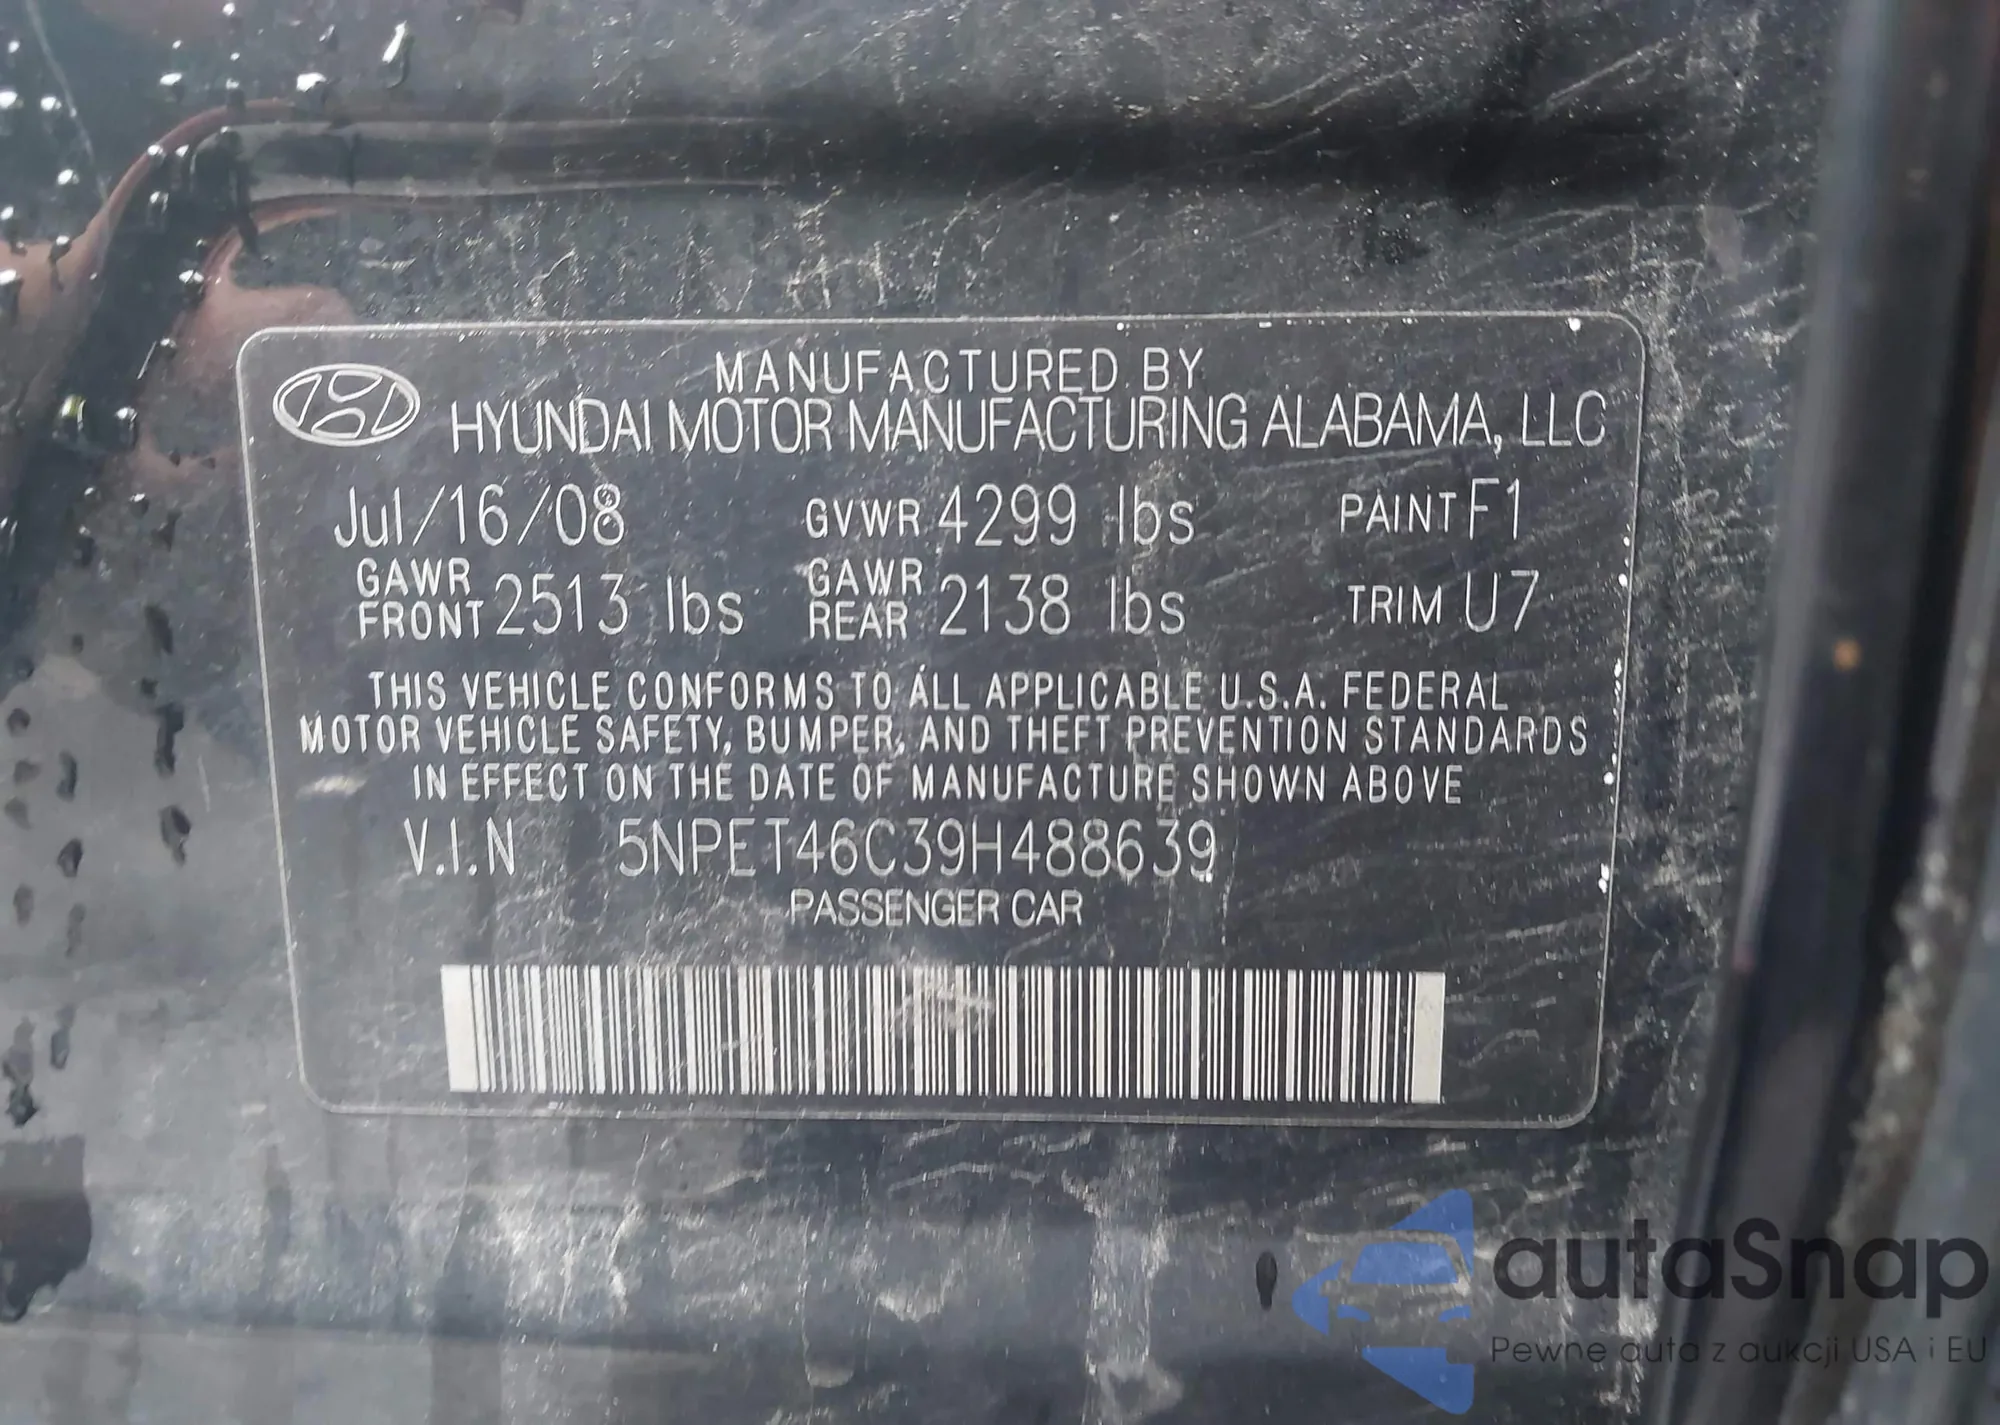 MANUFACTURED BY
HYUNDAI MOTOR MANUFACTURING ALABAMA, LLC
Jul/16/08 GVWR 4299 lbs PAINT F1
GAWR FRONT 2513 lbs GAWR REAR 2138 lbs TRIM U7
THIS VEHICLE CONFORMS TO ALL APPLICABLE U.S.A. FEDERAL
MOTOR VEHICLE SAFETY, BUMPER, AND THEFT PREVENTION STANDARDS
IN EFFECT ON THE DATE OF MANUFACTURE SHOWN ABOVE
V.I.N 5NPET46C39H488639
PASSENGER CAR
autaSnap
Pewne auta z aukcji USA i EU